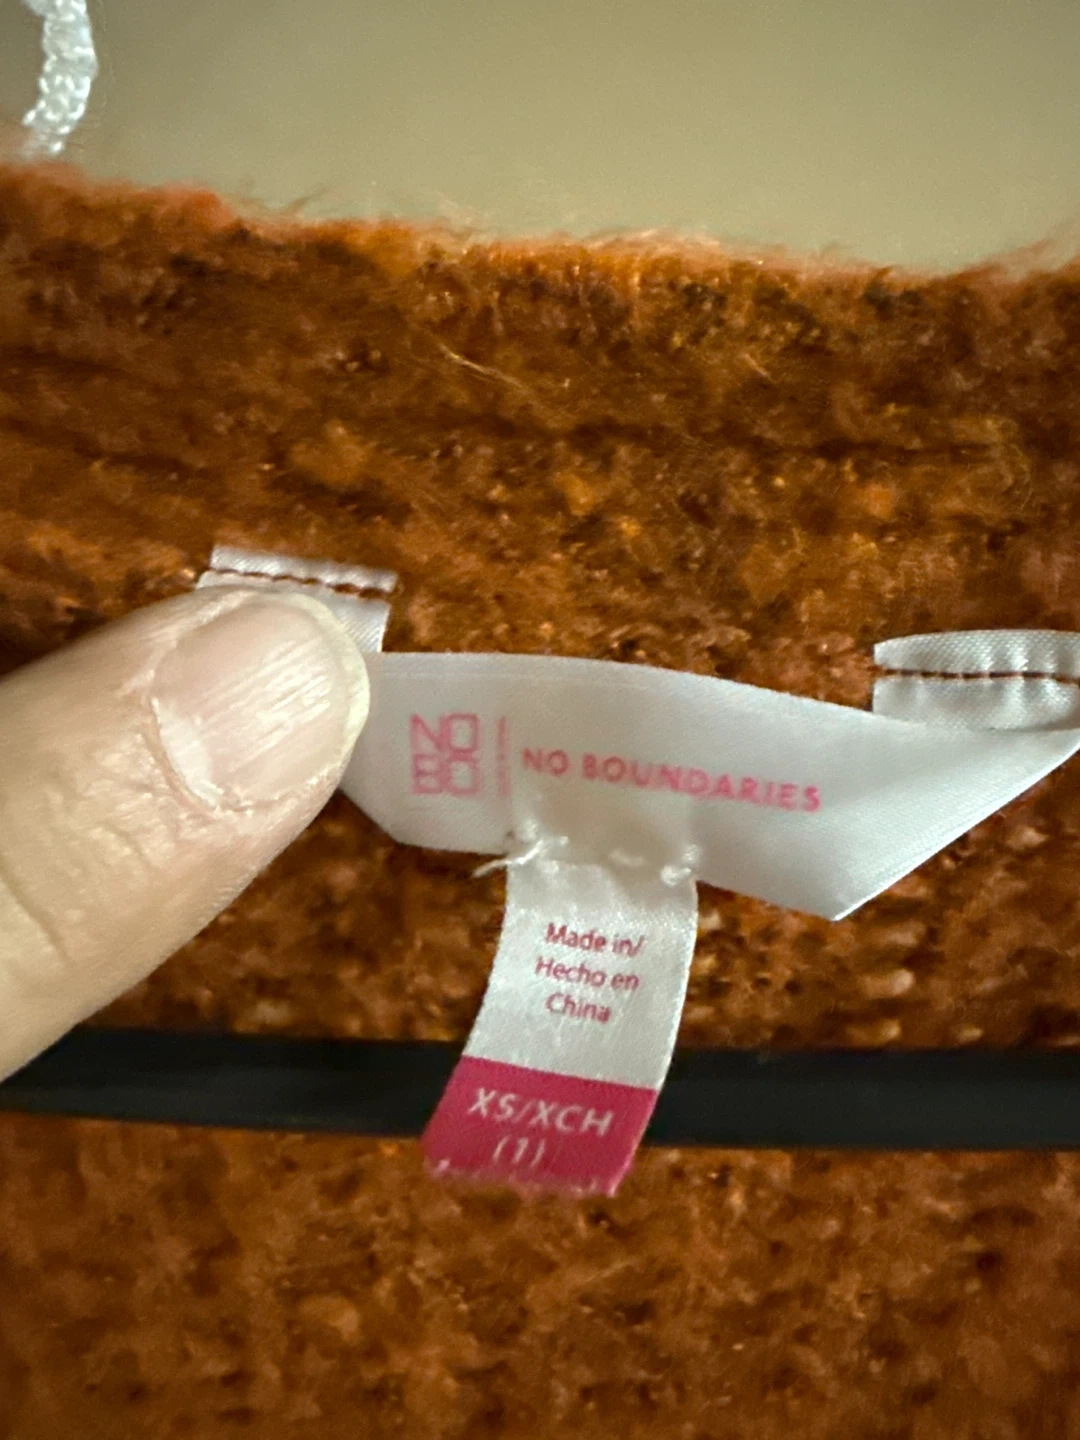 NO
BO
NO BOUNDARIES
Made in/
Hecho en
China
XS/XCH
(1)